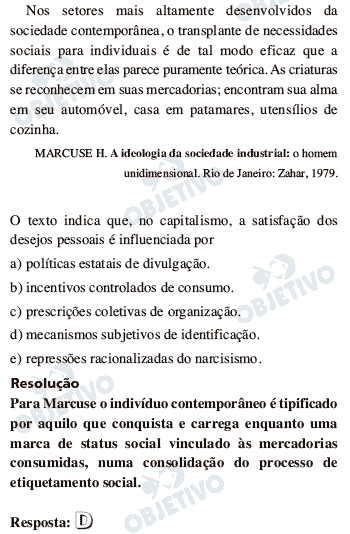 Nos setores mais altamente desenvolvidos da
sociedade contemporânea, o transplante de necessidades
sociais para individuais é de tal modo eficaz que a
diferença entre elas parece puramente teórica. As criaturas
se reconhecem em suas mercadorias; encontram sua alma
em seu automóvel, casa em patamares, utensílios de
cozinha.
MARCUSE H. A ideologia da sociedade industrial: o homem
unidimensional. Rio de Janeiro: Zahar, 1979.
O texto indica que, no capitalismo, a satisfação dos
desejos pessoais é influenciada por
a) políticas estatais de divulgação.
b) incentivos controlados de consumo.
c) prescrições coletivas de organização.
d) mecanismos subjetivos de identificação.
e) repressões racionalizadas do narcisismo.
Resolução
Para Marcuse o indivíduo contemporâneo é tipificado
por aquilo que conquista e carrega enquanto uma
marca de status social vinculado às mercadorias
consumidas, numa consolidação do processo de
etiquetamento social.
Resposta: D
OBJETIVO
OBJETIVO
OBJETIVO
OBJETIVO
OBJETIVO